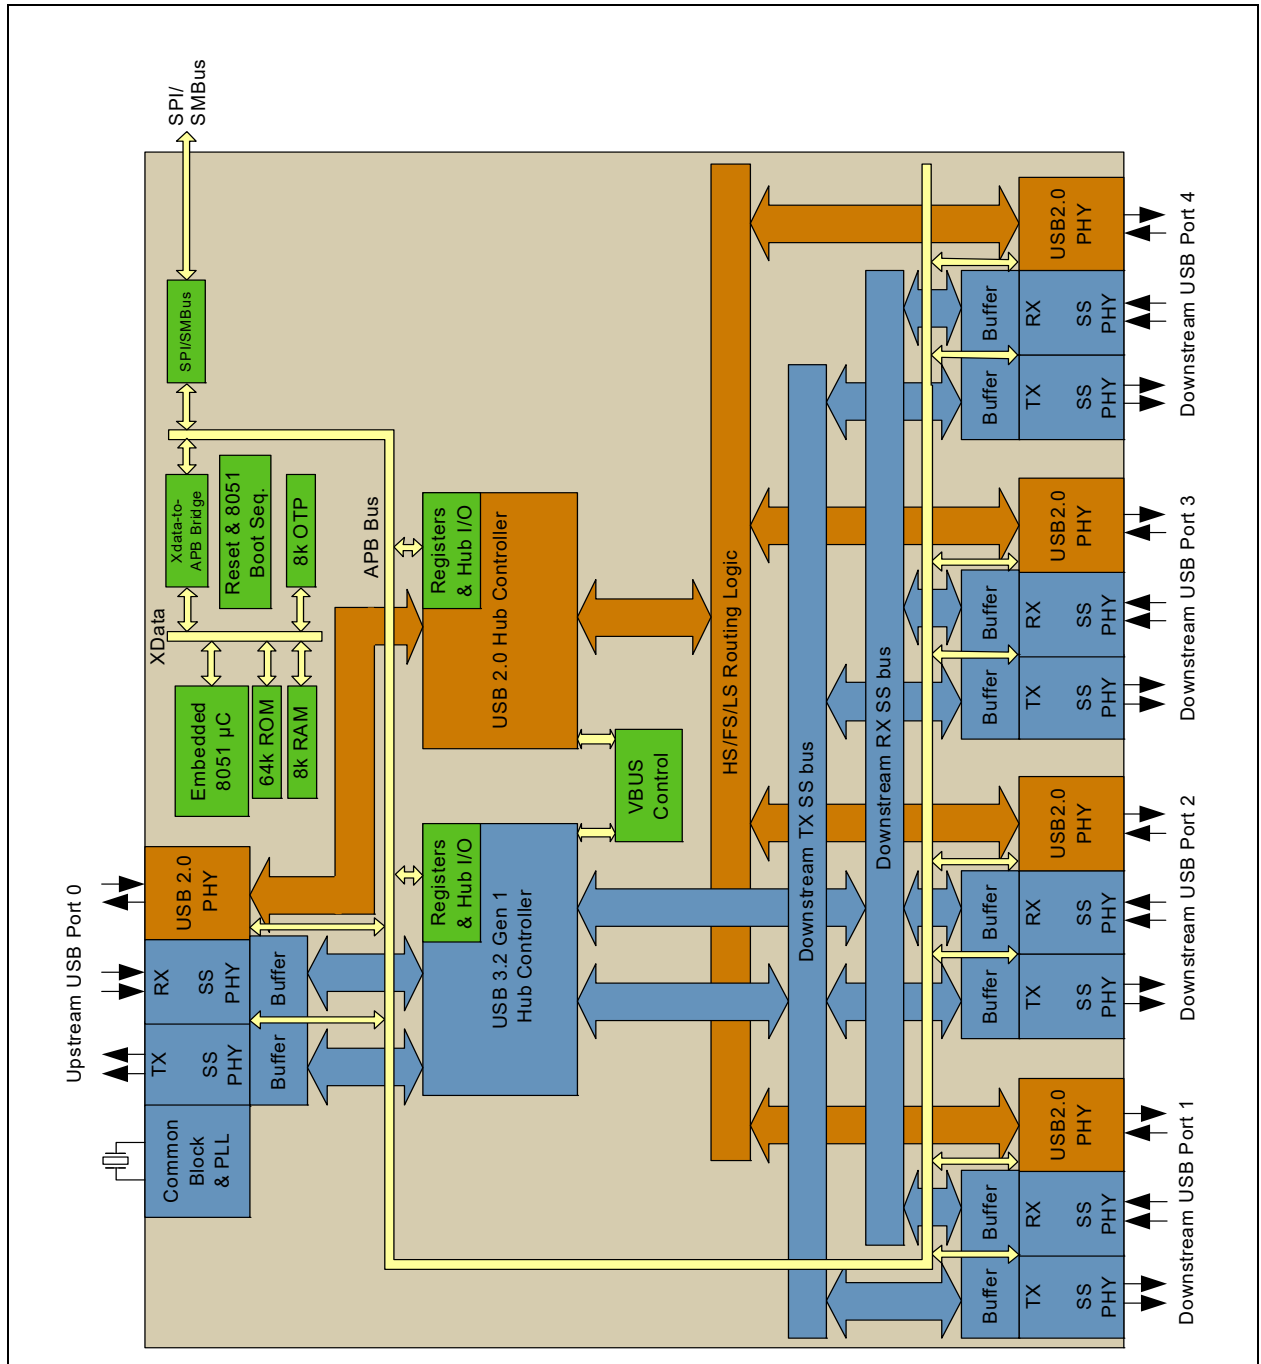 SPI/
SMBus
SPI/SMBus
Xdata-to-
APB Bridge
Reset & 8051
Boot Seq.
8k OTP
XData
APB Bus
Embedded
8051 µC
64k ROM
8k RAM
Registers
& Hub I/O
USB 2.0 Hub Controller
VBUS
Control
Registers
& Hub I/O
USB 3.2 Gen 1
Hub Controller
Upstream USB Port 0
USB 2.0
PHY
RX
SS
PHY
Buffer
TX
SS
PHY
Buffer
Common
Block
& PLL
HS/FS/LS Routing Logic
Downstream TX SS bus
Downstream RX SS bus
USB2.0
PHY
Buffer
RX
SS
PHY
Buffer
TX
SS
PHY
Downstream USB Port 4
USB2.0
PHY
Buffer
RX
SS
PHY
Buffer
TX
SS
PHY
Downstream USB Port 3
USB2.0
PHY
Buffer
RX
SS
PHY
Buffer
TX
SS
PHY
Downstream USB Port 2
USB2.0
PHY
Buffer
RX
SS
PHY
Buffer
TX
SS
PHY
Downstream USB Port 1